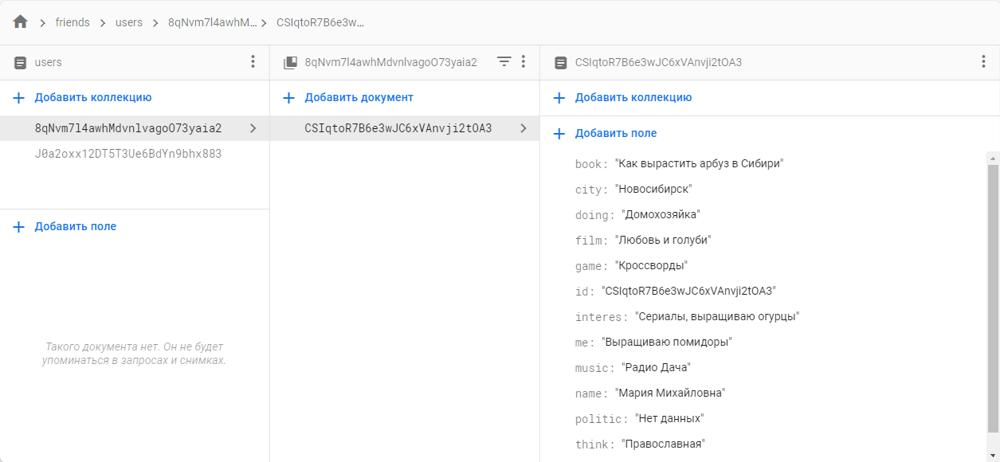 friends users 8qNvm7l4awhM... CSIqtoR7B6e3w...
users
Добавить коллекцию
8qNvm7l4awhMdvnlvagoO73yaia2
J0a2oxx12DT5T3Ue6BdYn9bhx883
Добавить поле
Такого документа нет. Он не будет
упоминаться в запросах и снимках.
8qNvm7l4awhMdvnlvagoO73yaia2
Добавить документ
CSIqtoR7B6e3wJC6xVAnvji2tOA3
CSIqtoR7B6e3wJC6xVAnvji2tOA3
Добавить коллекцию
Добавить поле
book: "Как вырастить арбуз в Сибири"
city: "Новосибирск"
doing: "Домохозяйка"
film: "Любовь и голуби"
game: "Кроссворды"
id: "CSIqtoR7B6e3wJC6xVAnvji2tOA3"
interes: "Сериалы, выращиваю огурцы"
me: "Выращиваю помидоры"
music: "Радио Дача"
name: "Мария Михайловна"
politic: "Нет данных"
think: "Православная"